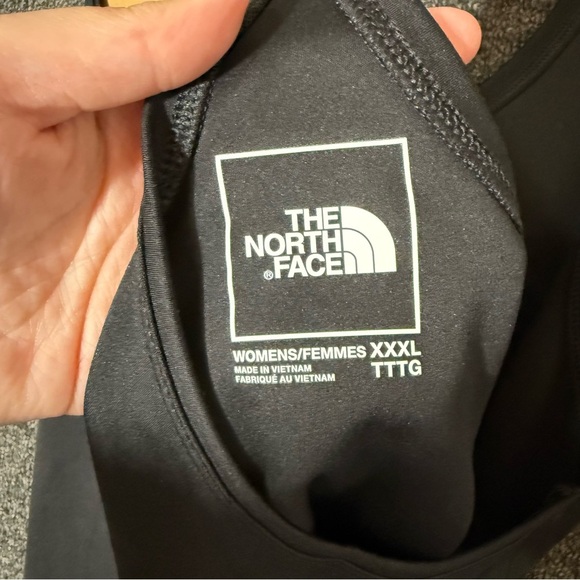 THE
NORTH
®FACE
WOMENS/FEMMES XXXL
MADE IN VIETNAM TTTG
FABRIQUÉ AU VIETNAM